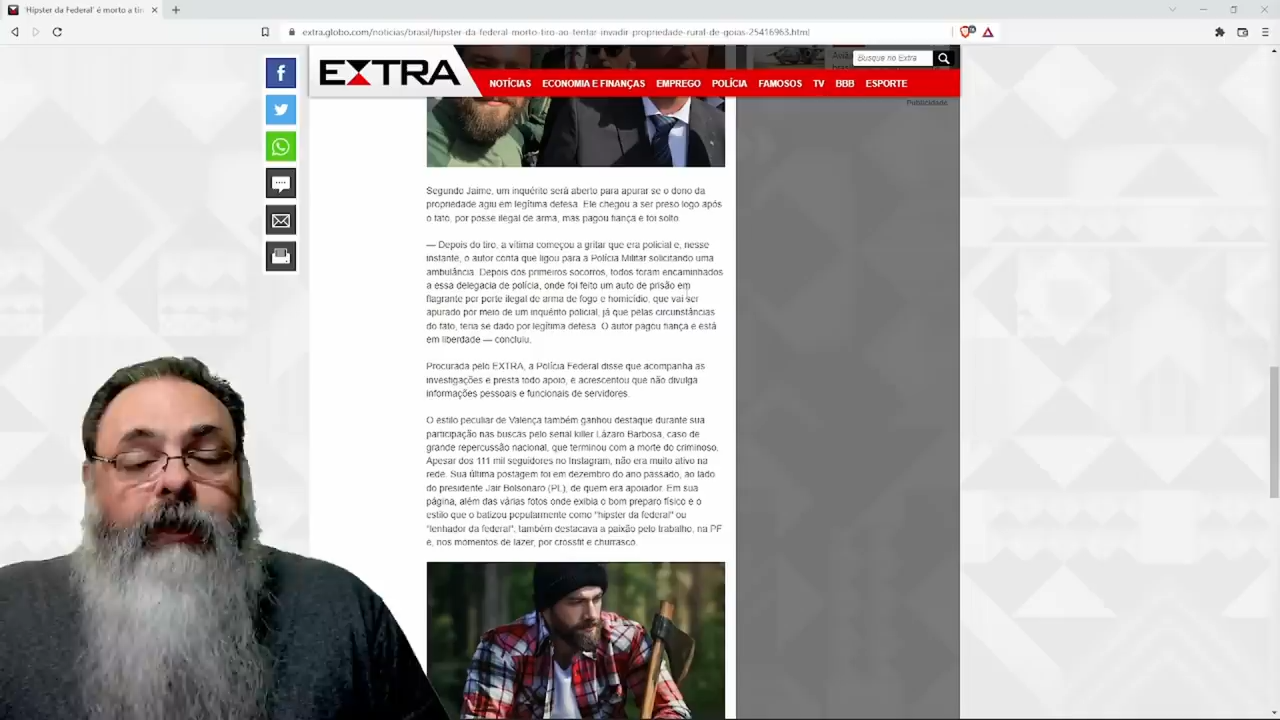 'Hipster da Federal' é morto a tir
extra.globo.com/noticias/brasil/hipster-da-federal-morto-tiro-ao-tentar-invadir-propriedade-rural-de-goias-25416963.html
EXTRA
Busque no Extra
NOTÍCIAS ECONOMIA E FINANÇAS EMPREGO POLÍCIA FAMOSOS TV BBB ESPORTE
Publicidade
Segundo Jaime, um inquérito será aberto para apurar se o dono da
propriedade agiu em legítima defesa. Ele chegou a ser preso logo após
o fato, por posse ilegal de arma, mas pagou fiança e foi solto.
— Depois do tiro, a vítima começou a gritar que era policial e, nesse
instante, o autor conta que ligou para a Polícia Militar solicitando uma
ambulância. Depois dos primeiros socorros, todos foram encaminhados
a essa delegacia de polícia, onde foi feito um auto de prisão em
flagrante por porte ilegal de arma de fogo e homicídio, que vai ser
apurado por meio de um inquérito policial, já que pelas circunstâncias
do fato, teria se dado por legítima defesa. O autor pagou fiança e está
em liberdade — concluiu.
Procurada pelo EXTRA, a Polícia Federal disse que acompanha as
investigações e presta todo apoio, e acrescentou que não divulga
informações pessoais e funcionais de servidores.
O estilo peculiar de Valença também ganhou destaque durante sua
participação nas buscas pelo serial killer Lázaro Barbosa, caso de
grande repercussão nacional, que terminou com a morte do criminoso.
Apesar dos 111 mil seguidores no Instagram, não era muito ativo na
rede. Sua última postagem foi em dezembro do ano passado, ao lado
do presidente Jair Bolsonaro (PL), de quem era apoiador. Em sua
página, além das várias fotos onde exibia o bom preparo físico e o
estilo que o batizou popularmente como "hipster da federal" ou
"lenhador da federal", também destacava a paixão pelo trabalho, na PF
e, nos momentos de lazer, por crossfit e churrasco.